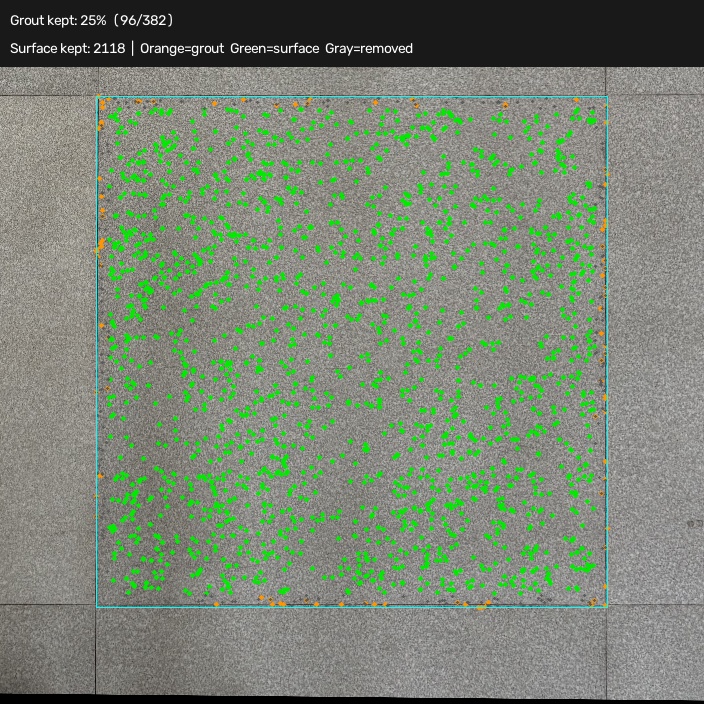 Grout kept: 25%  (96/382)
Surface kept: 2118 | Orange=grout  Green=surface  Gray=removed